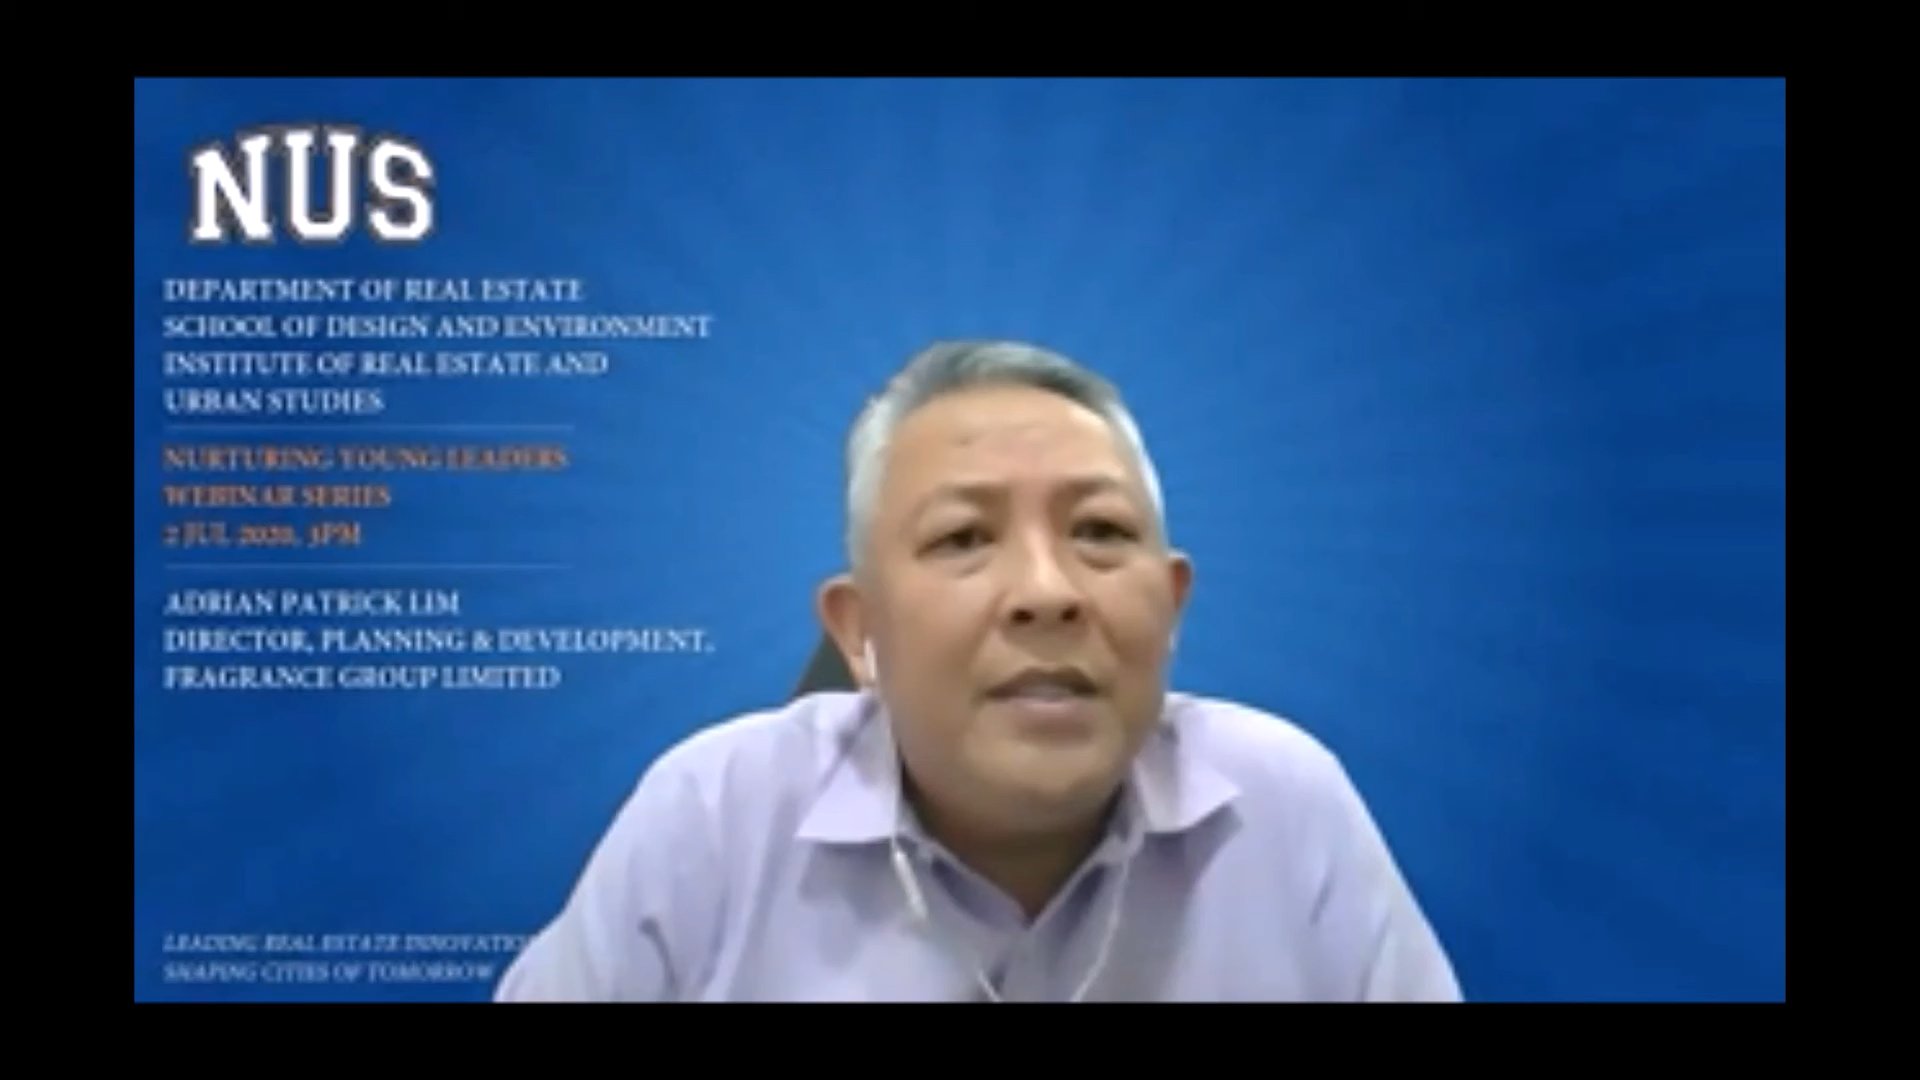 NUS
DEPARTMENT OF REAL ESTATE
SCHOOL OF DESIGN AND ENVIRONMENT
INSTITUTE OF REAL ESTATE AND
URBAN STUDIES
NURTURING YOUNG LEADERS
WEBINAR SERIES
2 JUL 2020, 3PM
ADRIAN PATRICK LIM
DIRECTOR, PLANNING & DEVELOPMENT,
FRAGRANCE GROUP LIMITED
LEADING REAL ESTATE INNOVATIO
SHAPING CITIES OF TOMORROW